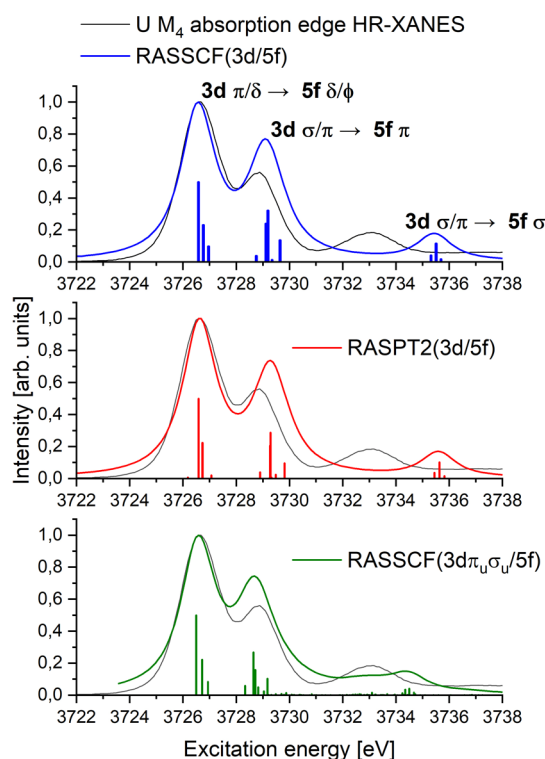 U M₄ absorption edge HR-XANES
RASSCF(3d/5f)
3d π/δ → 5f δ/ϕ
3d σ/π → 5f π
3d σ/π → 5f σ
1,0
0,8
0,6
0,4
0,2
0,0
3722 3724 3726 3728 3730 3732 3734 3736 3738
RASPT2(3d/5f)
1,0
0,8
0,6
0,4
0,2
0,0
3722 3724 3726 3728 3730 3732 3734 3736 3738
Intensity [arb. units]
RASSCF(3dπᵤσᵤ/5f)
1,0
0,8
0,6
0,4
0,2
0,0
3722 3724 3726 3728 3730 3732 3734 3736 3738
Excitation energy [eV]